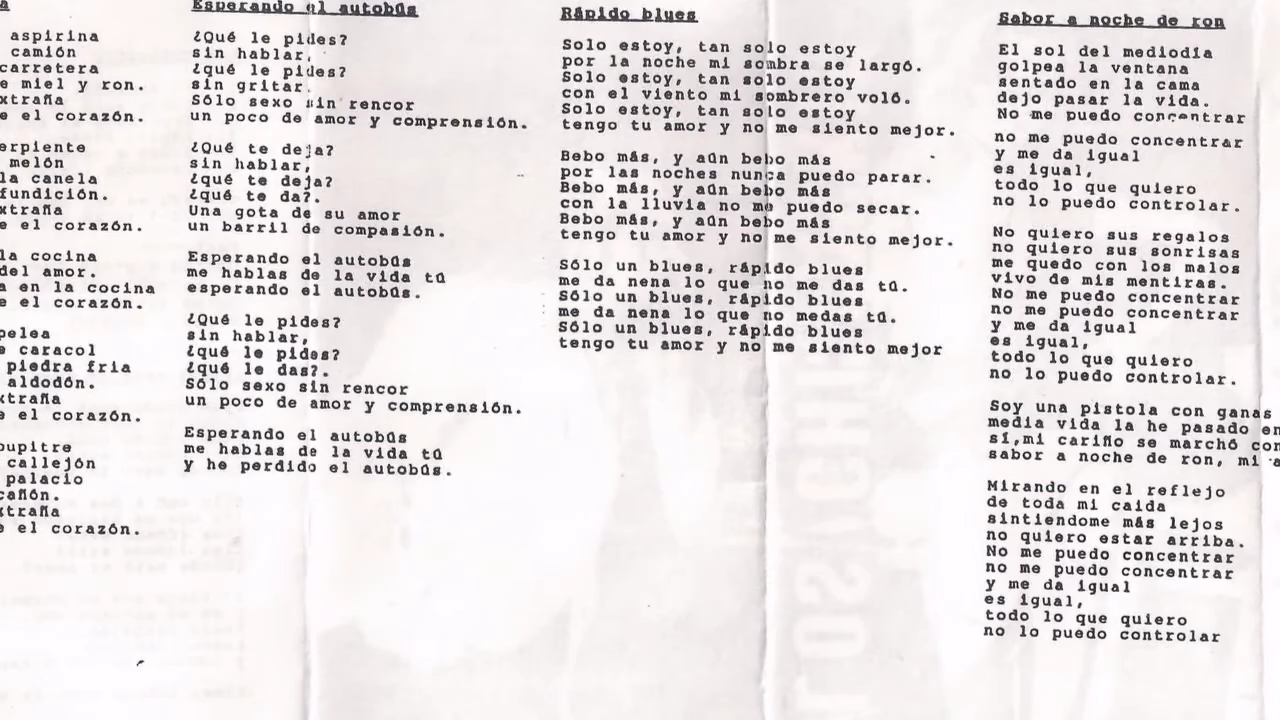 a
aspirina
camión
carretera
e miel y ron.
xtraña
e el corazón.
erpiente
melón
la canela
fundición.
xtraña
e el corazón.
la cocina
del amor.
a en la cocina
e el corazón.
pelea
e caracol
piedra fria
aldodón.
xtraña
e el corazón.
pupitre
callejón
palacio
cañón.
xtraña
e el corazón.
Esperando el autobús
¿Qué le pides?
sin hablar,
¿qué le pides?
sin gritar.
Sólo sexo sin rencor
un poco de amor y comprensión.
¿Qué te deja?
sin hablar,
¿qué te deja?
¿qué te da?.
Una gota de su amor
un barril de compasión.
Esperando el autobús
me hablas de la vida tú
esperando el autobús.
¿Qué le pides?
sin hablar,
¿qué le pides?
¿qué le das?.
Sólo sexo sin rencor
un poco de amor y comprensión.
Esperando el autobús
me hablas de la vida tú
y he perdido el autobús.
Rápido blues
Solo estoy, tan solo estoy
por la noche mi sombra se largó.
Solo estoy, tan solo estoy
con el viento mi sombrero voló.
Solo estoy, tan solo estoy
tengo tu amor y no me siento mejor.
Bebo más, y aún bebo más
por las noches nunca puedo parar.
Bebo más, y aún bebo más
con la lluvia no me puedo secar.
Bebo más, y aún bebo más
tengo tu amor y no me siento mejor.
Sólo un blues, rápido blues
me da nena lo que no me das tú.
Sólo un blues, rápido blues
me da nena lo que no medas tú.
Sólo un blues, rápido blues
tengo tu amor y no me siento mejor
Sabor a noche de ron
El sol del mediodía
golpea la ventana
sentado en la cama
dejo pasar la vida.
No me puedo concentrar
no me puedo concentrar
y me da igual
es igual,
todo lo que quiero
no lo puedo controlar.
No quiero sus regalos
no quiero sus sonrisas
me quedo con los malos
vivo de mis mentiras.
No me puedo concentrar
no me puedo concentrar
y me da igual
es igual,
todo lo que quiero
no lo puedo controlar.
Soy una pistola con ganas
media vida la he pasado en
sí,mi cariño se marchó con
sabor a noche de ron, mi a
Mirando en el reflejo
de toda mi caida
sintiendome más lejos
no quiero estar arriba.
No me puedo concentrar
no me puedo concentrar
y me da igual
es igual,
todo lo que quiero
no lo puedo controlar